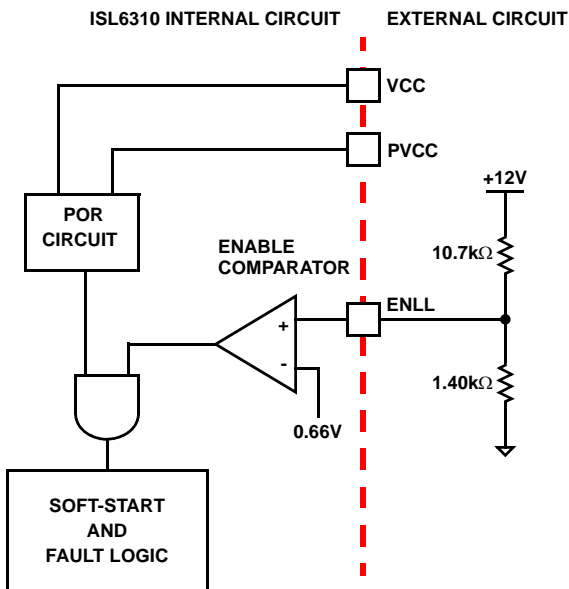 ISL6310 INTERNAL CIRCUIT
EXTERNAL CIRCUIT
VCC
PVCC
+12V
POR
CIRCUIT
10.7kΩ
ENABLE
COMPARATOR
ENLL
+
-
1.40kΩ
0.66V
SOFT-START
AND
FAULT LOGIC